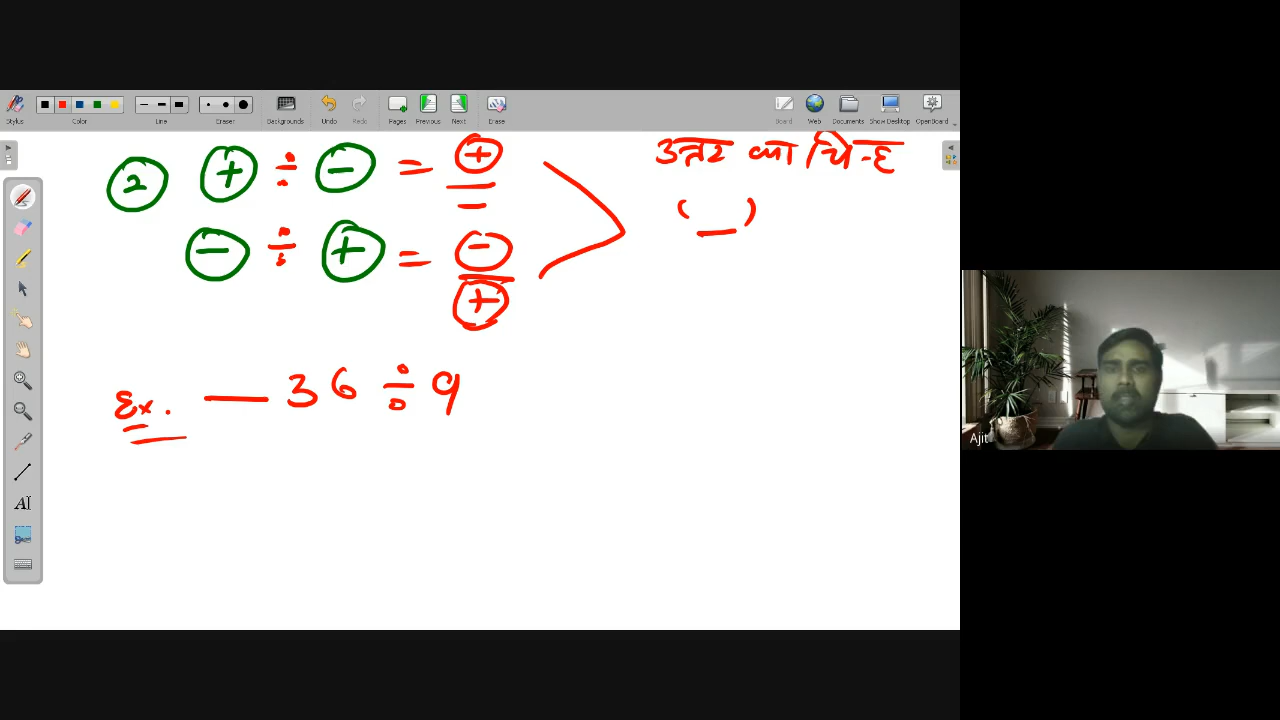 Stylus Color Line Eraser Backgrounds Undo Redo Pages Previous Next Erase Board Web Documents Show Desktop OpenBoard
② + ÷ − = +/−
− ÷ + = −/+
उत्तर का चिन्ह
(−)
Ex. — 36 ÷ 9
Ajit